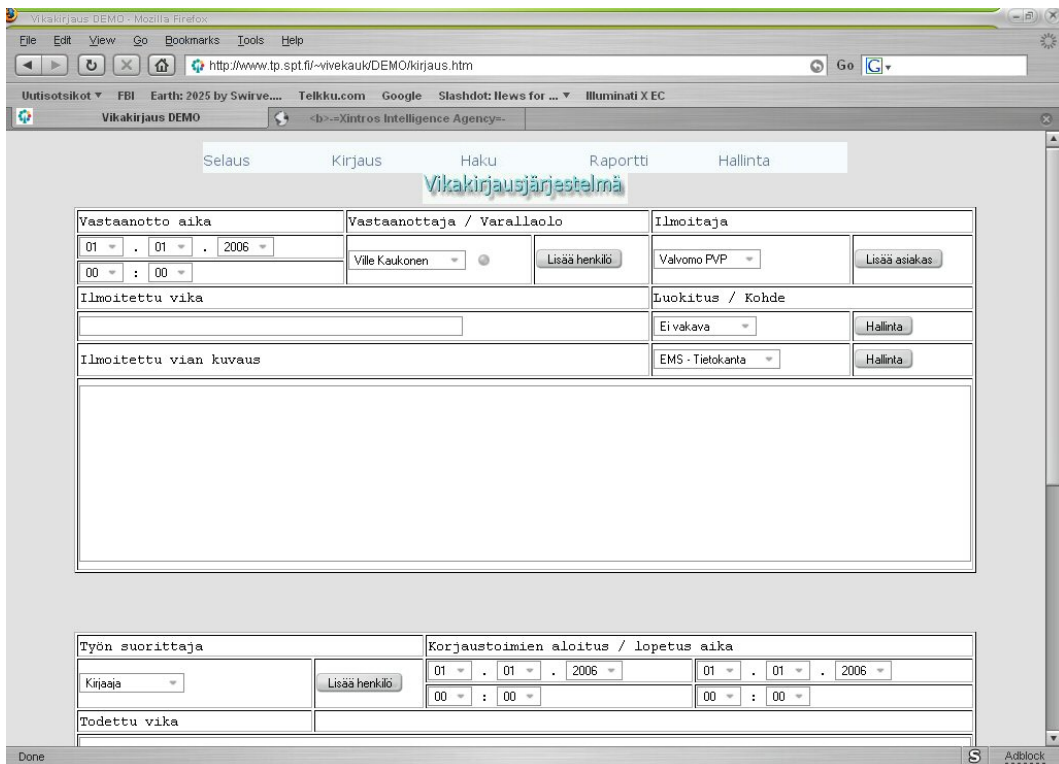 Vikakirjaus DEMO - Mozilla Firefox
File Edit View Go Bookmarks Tools Help
http://www.tp.spt.fi/~vivekauk/DEMO/kirjaus.htm Go G
Uutisotsikot FBI Earth: 2025 by Swirve.... Telkku.com Google Slashdot: News for ... Illuminati X EC
Vikakirjaus DEMO <b>-=Xintros Intelligence Agency=-
Selaus Kirjaus Haku Raportti Hallinta
Vikakirjausjärjestelmä
Vastaanotto aika Vastaanottaja / Varallaolo Ilmoitaja
01 . 01 . 2006
Ville Kaukonen Lisää henkilö Valvomo PVP Lisää asiakas
00 : 00
Ilmoitettu vika Luokitus / Kohde
Ei vakava Hallinta
Ilmoitettu vian kuvaus EMS - Tietokanta Hallinta
Työn suorittaja Korjaustoimien aloitus / lopetus aika
01 . 01 . 2006 01 . 01 . 2006
Kirjaaja Lisää henkilö
00 : 00 00 : 00
Todettu vika
Done S Adblock